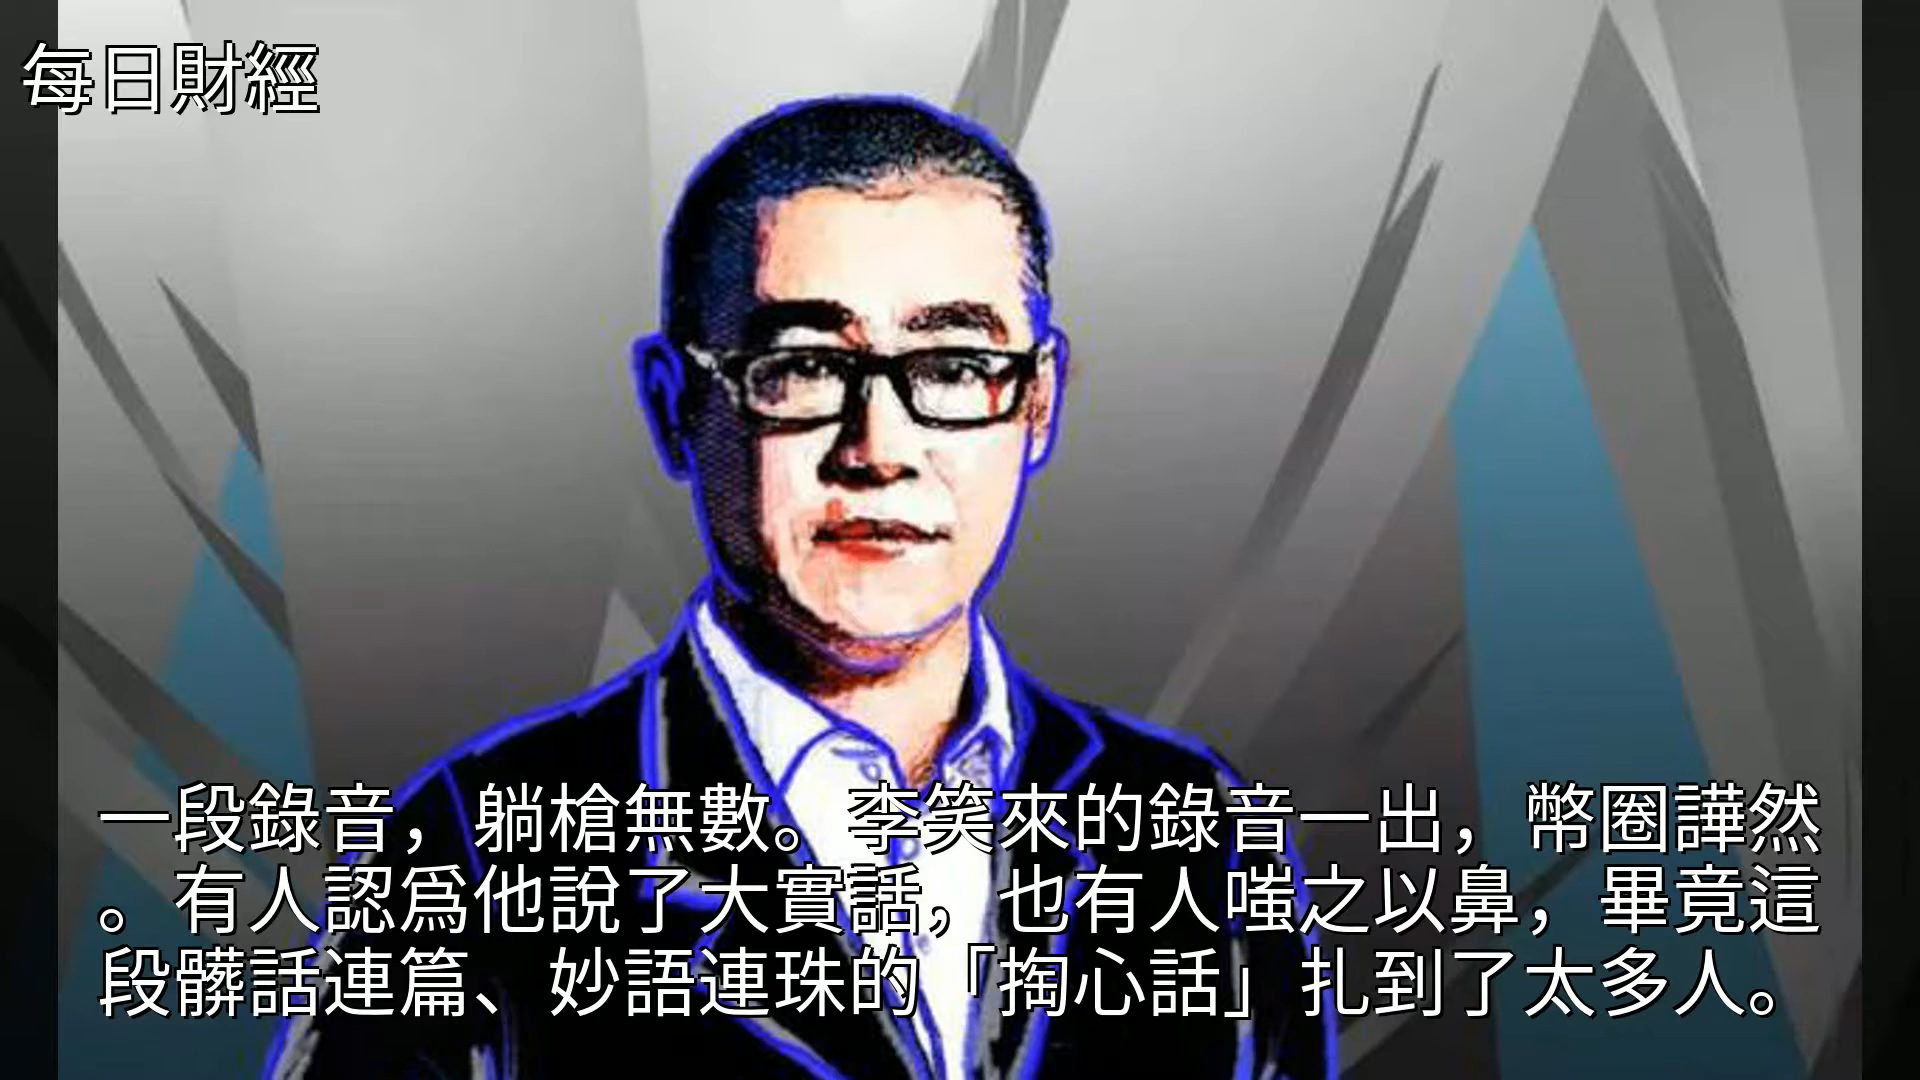 每日財經
一段錄音，躺槍無數。李笑來的錄音一出，幣圈譁然
。有人認爲他說了大實話，也有人嗤之以鼻，畢竟這
段髒話連篇、妙語連珠的「掏心話」扎到了太多人。